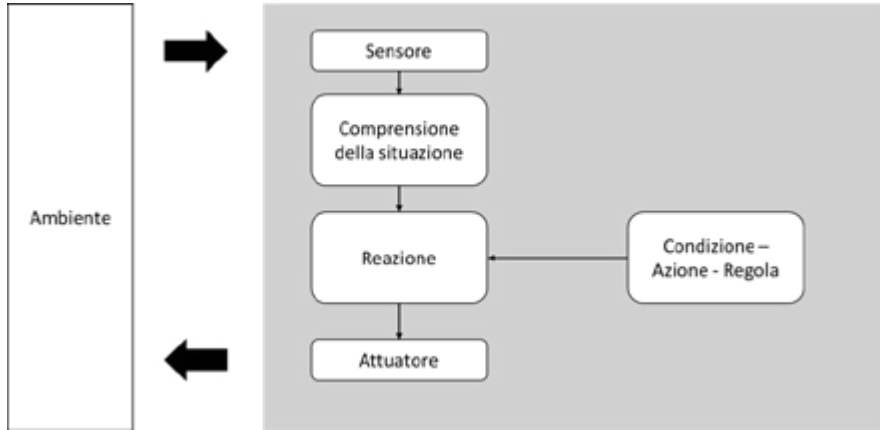 Sensore
Comprensione
della situazione
Ambiente
Reazione
Condizione –
Azione - Regola
Attuatore